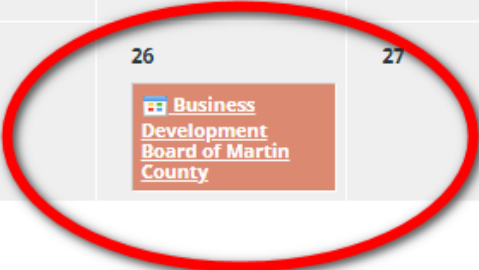 26 27
Business
Development
Board of Martin
County